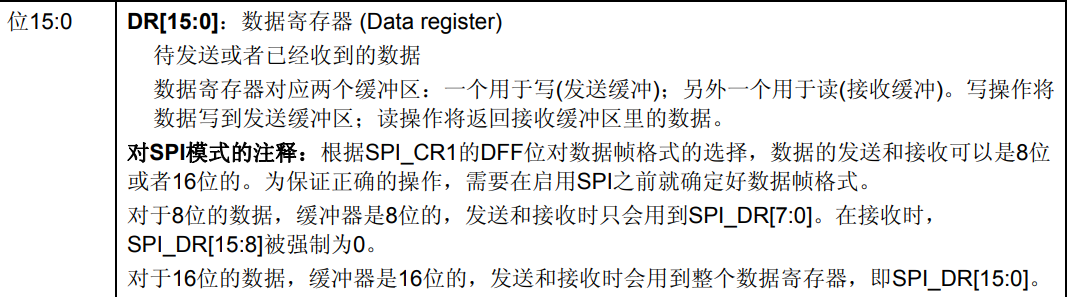 位15:0
DR[15:0]：数据寄存器 (Data register)
待发送或者已经收到的数据
数据寄存器对应两个缓冲区：一个用于写(发送缓冲)；另外一个用于读(接收缓冲)。写操作将
数据写到发送缓冲区；读操作将返回接收缓冲区里的数据。
对SPI模式的注释：根据SPI_CR1的DFF位对数据帧格式的选择，数据的发送和接收可以是8位
或者16位的。为保证正确的操作，需要在启用SPI之前就确定好数据帧格式。
对于8位的数据，缓冲器是8位的，发送和接收时只会用到SPI_DR[7:0]。在接收时，
SPI_DR[15:8]被强制为0。
对于16位的数据，缓冲器是16位的，发送和接收时会用到整个数据寄存器，即SPI_DR[15:0]。